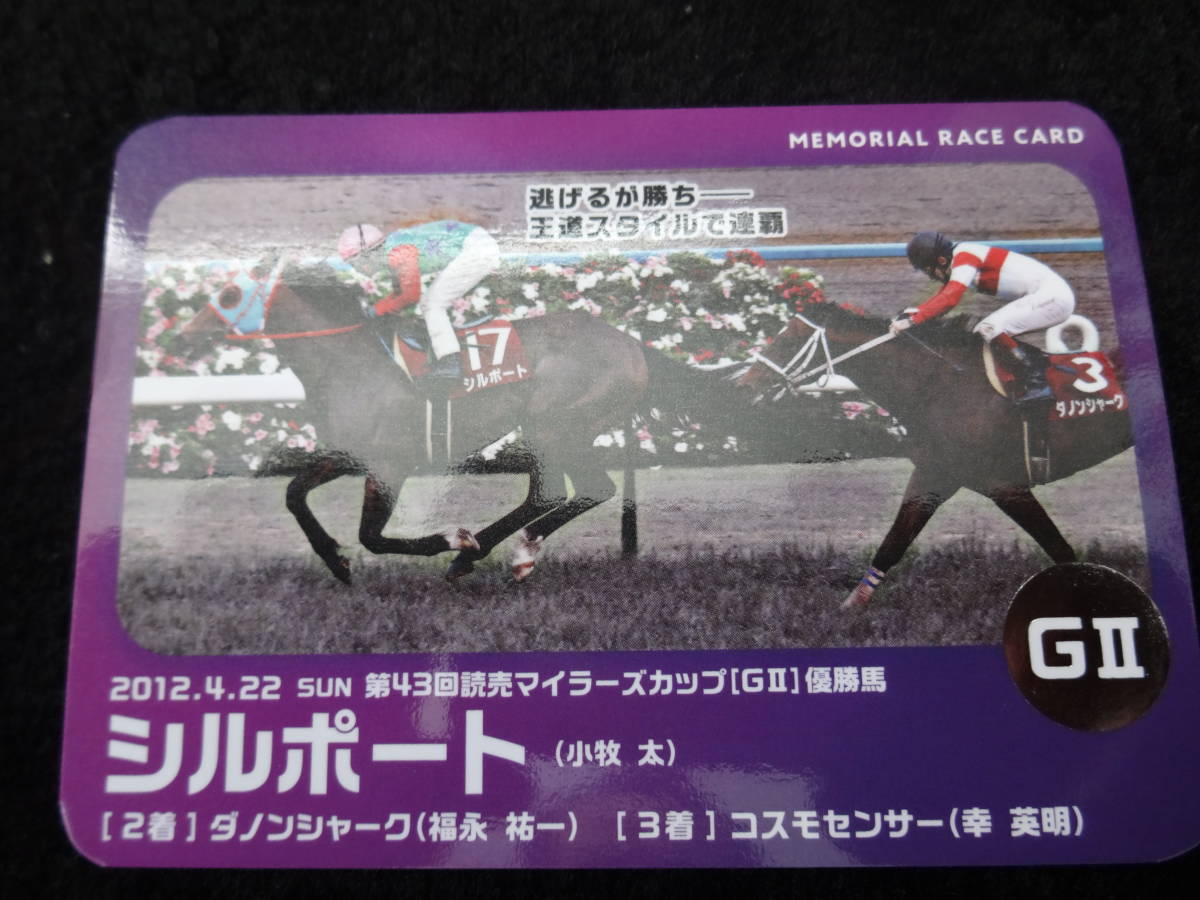 MEMORIAL RACE CARD
逃げるが勝ち——
王道スタイルで連覇
17
シルポート
3
ダノンシャーク
GⅡ
2012.4.22 SUN 第43回読売マイラーズカップ[GⅡ]優勝馬
シルポート (小牧 太)
[2着]ダノンシャーク(福永 祐一) [3着]コスモセンサー(幸 英明)